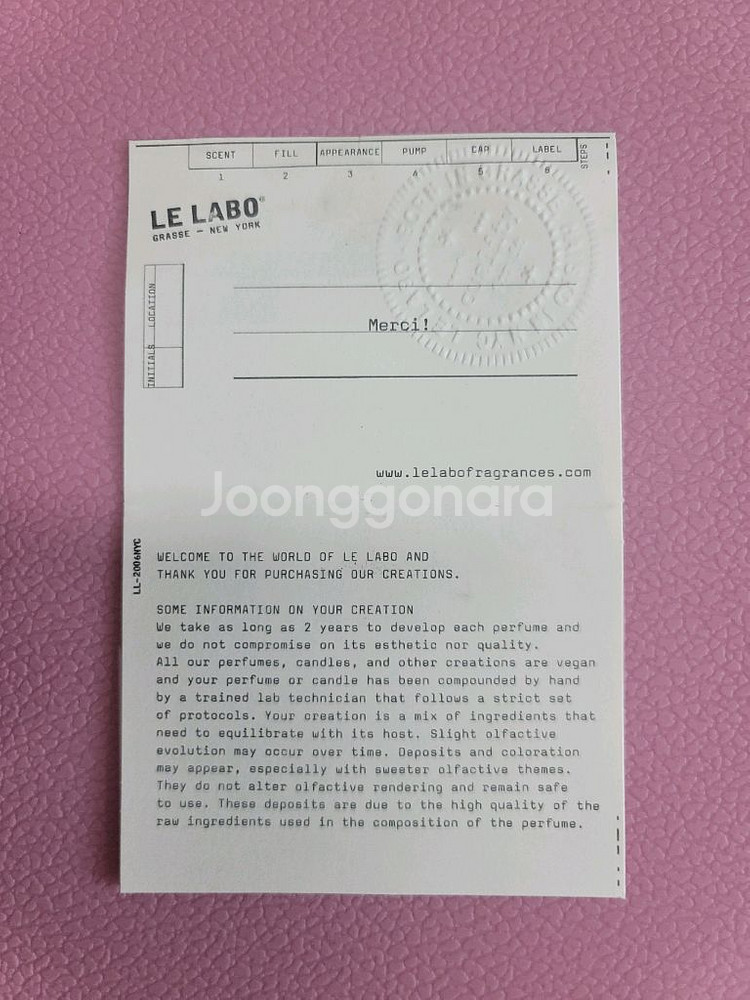 SCENT FILL APPEARANCE PUMP CAP LABEL STEPS
1 2 3 4 5 6
LE LABO®
GRASSE — NEW YORK
LOCATION
INITIALS
Merci!
www.lelabofragrances.com
Joonggonara
LL-2006NYC
WELCOME TO THE WORLD OF LE LABO AND
THANK YOU FOR PURCHASING OUR CREATIONS.
SOME INFORMATION ON YOUR CREATION
We take as long as 2 years to develop each perfume and
we do not compromise on its esthetic nor quality.
All our perfumes, candles, and other creations are vegan
and your perfume or candle has been compounded by hand
by a trained lab technician that follows a strict set
of protocols. Your creation is a mix of ingredients that
need to equilibrate with its host. Slight olfactive
evolution may occur over time. Deposits and coloration
may appear, especially with sweeter olfactive themes.
They do not alter olfactive rendering and remain safe
to use. These deposits are due to the high quality of the
raw ingredients used in the composition of the perfume.